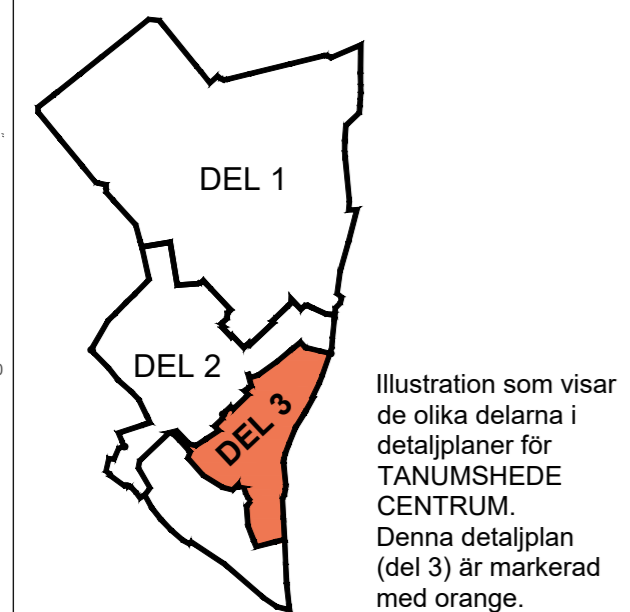 DEL 1
DEL 2
DEL 3
Illustration som visar
de olika delarna i
detaljplaner för
TANUMSHEDE
CENTRUM.
Denna detaljplan
(del 3) är markerad
med orange.